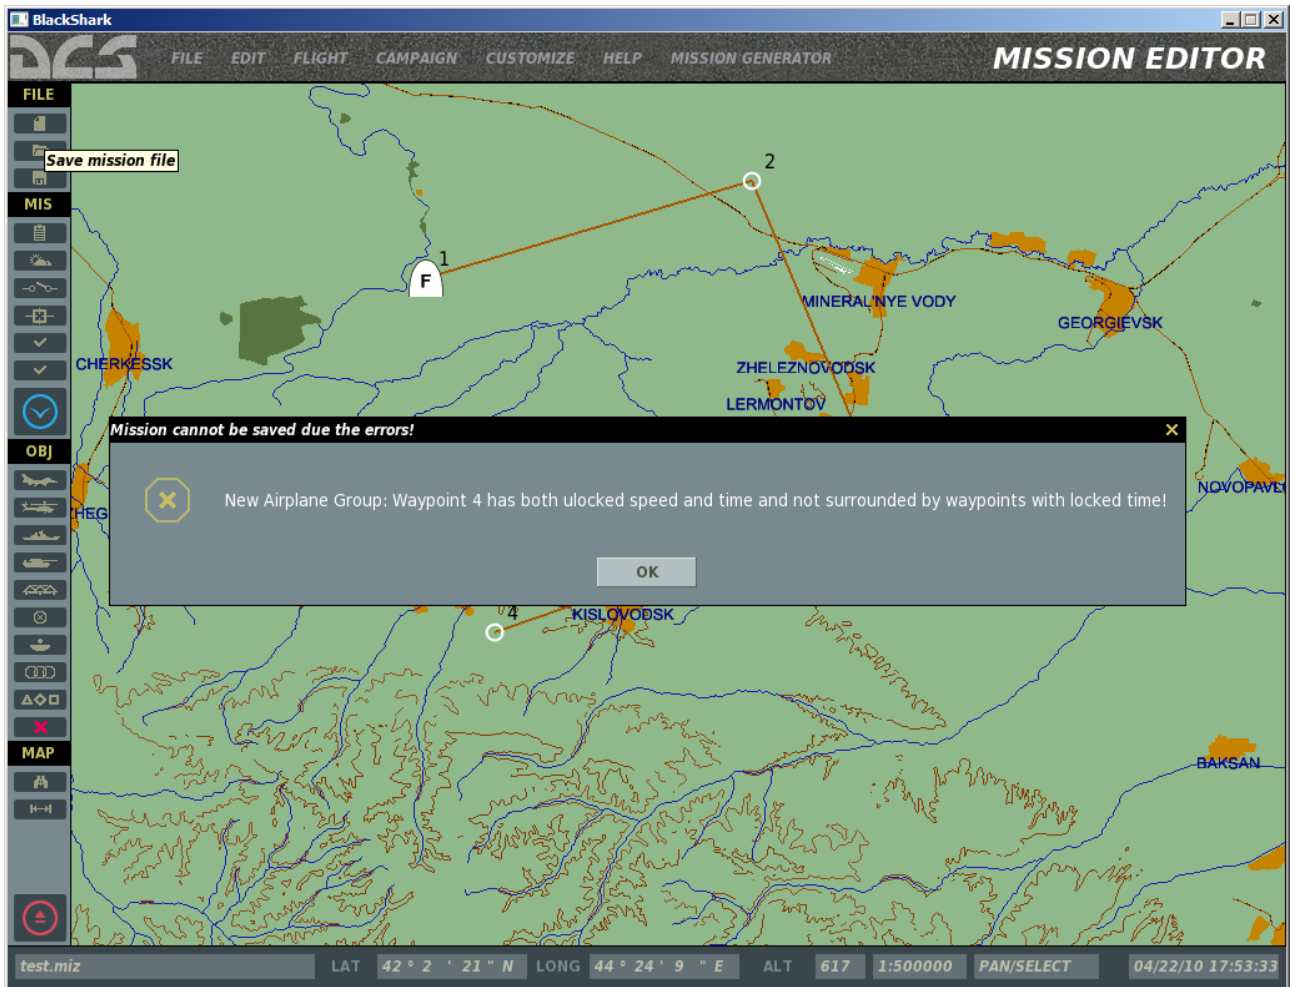 BlackShark
DCS
FILE EDIT FLIGHT CAMPAIGN CUSTOMIZE HELP MISSION GENERATOR MISSION EDITOR
FILE
Save mission file
MIS
2
1
F
MINERAL'NYE VODY
GEORGIEVSK
CHERKESSK
ZHELEZNOVODSK
LERMONTOV
Mission cannot be saved due the errors!
OBJ
New Airplane Group: Waypoint 4 has both ulocked speed and time and not surrounded by waypoints with locked time!
OK
NOVOPAVL
HEG
4
KISLOVODSK
MAP
BAKSAN
test.miz LAT 42 ° 2 ' 21 " N LONG 44 ° 24 ' 9 " E ALT 617 1:500000 PAN/SELECT 04/22/10 17:53:33